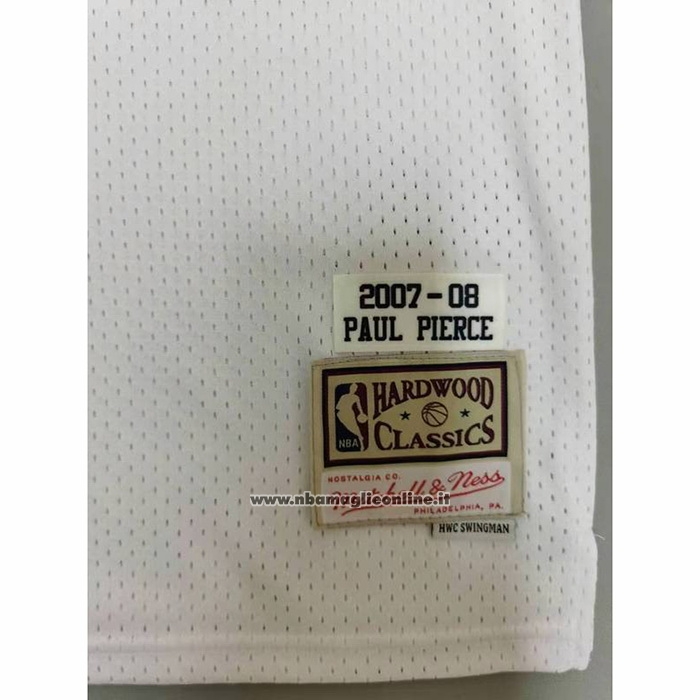 2007-08
PAUL PIERCE
HARDWOOD
NBA
CLASSICS
NOSTALGIA CO.
Mitchell & Ness
www.nbamaglieonline.it
PHILADELPHIA, PA.
HWC SWINGMAN